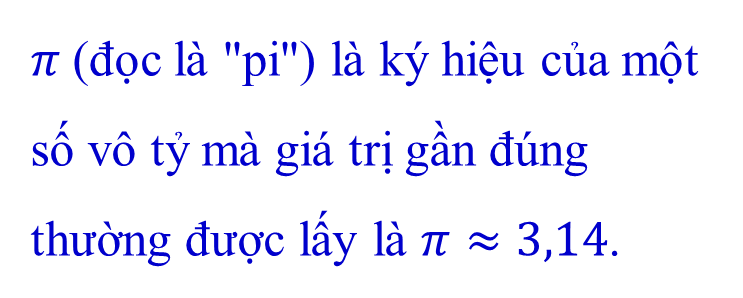 π (đọc là "pi") là ký hiệu của một
số vô tỷ mà giá trị gần đúng
thường được lấy là π ≈ 3,14.